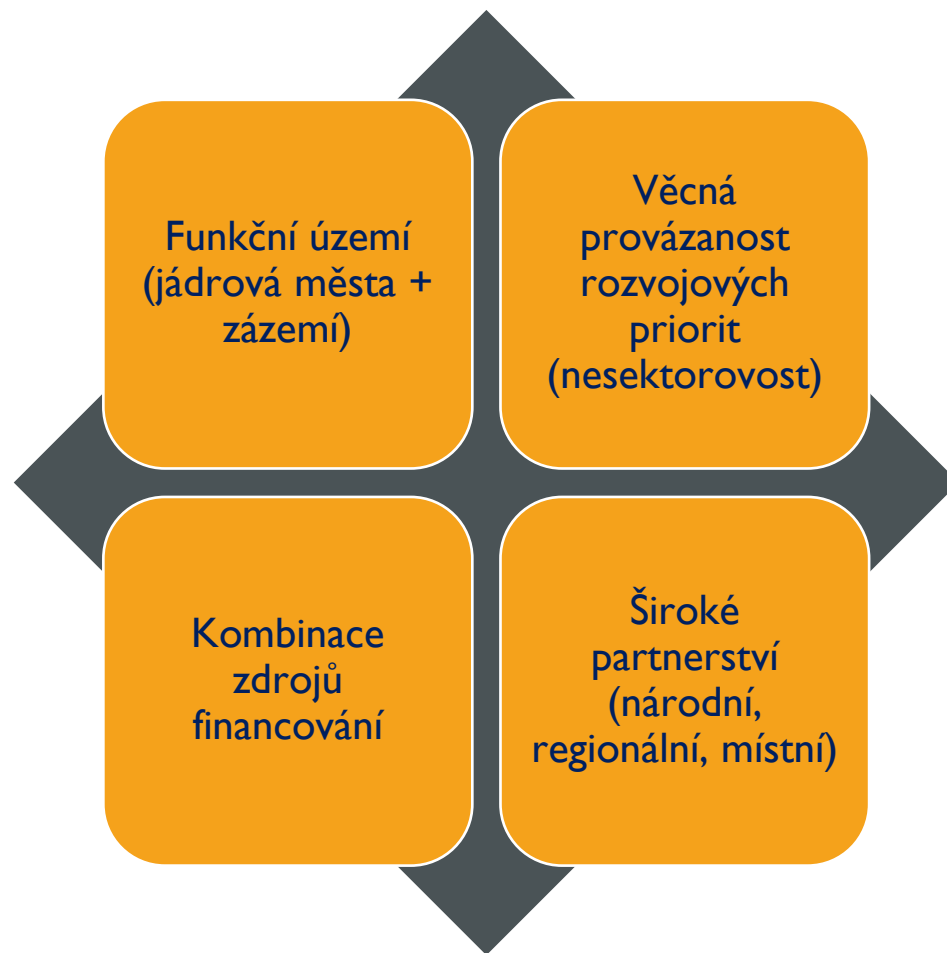 Funkční území
(jádrová města +
zázemí)
Věcná
provázanost
rozvojových
priorit
(nesektorovost)
Kombinace
zdrojů
financování
Široké
partnerství
(národní,
regionální, místní)